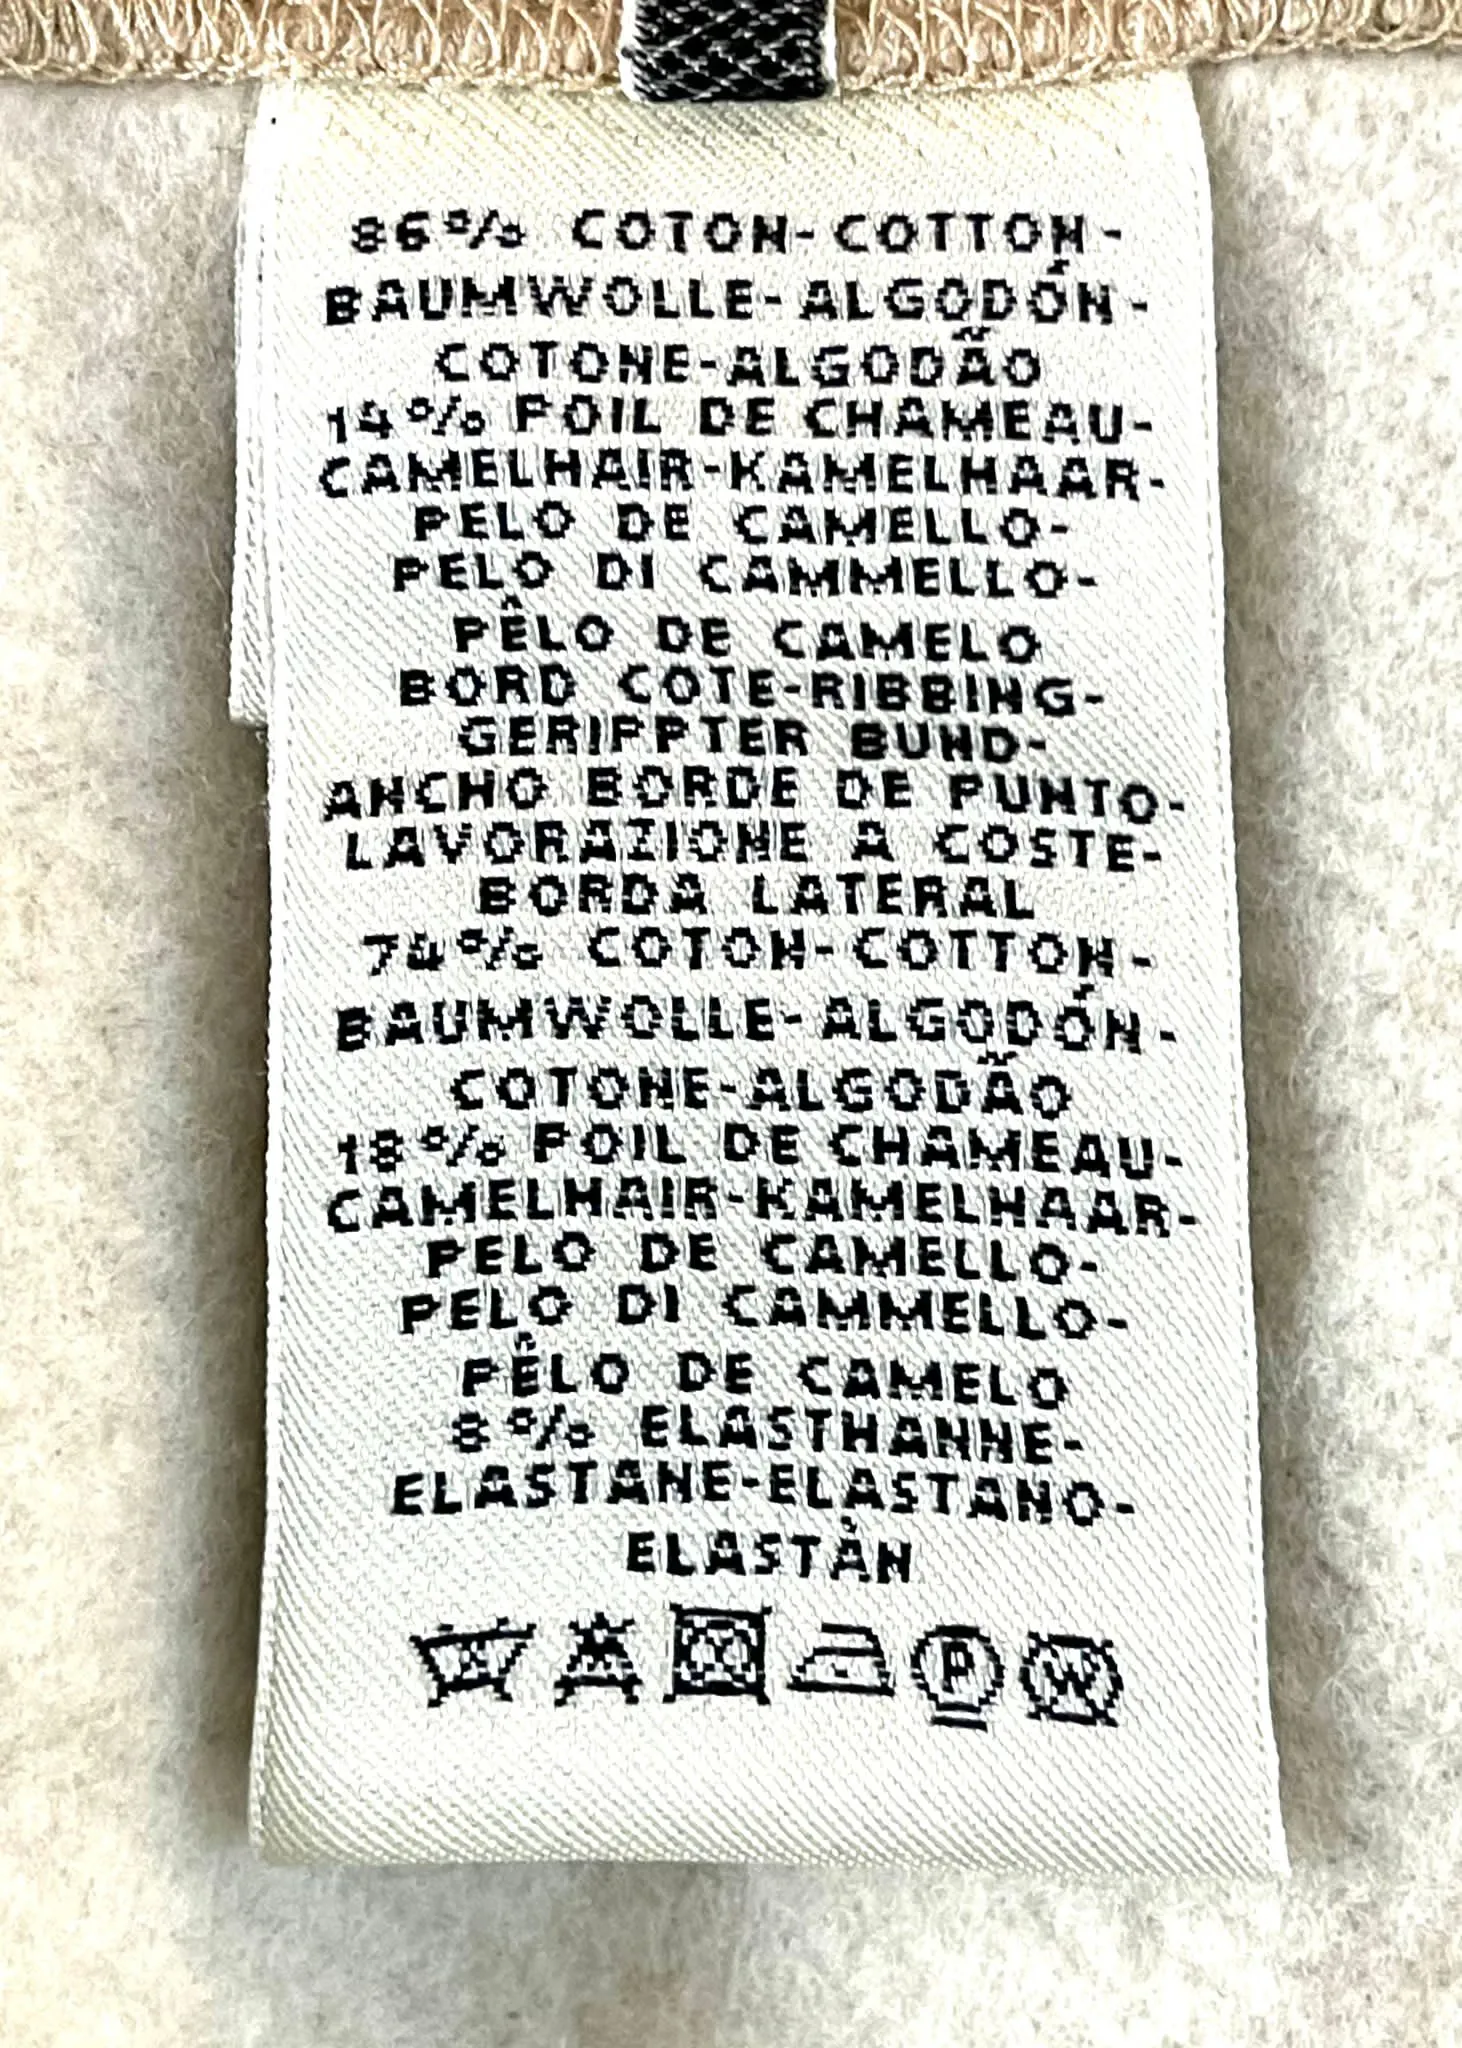 86% COTON-COTTON-
BAUMWOLLE-ALGODÓN-
COTONE-ALGODÃO
14% POIL DE CHAMEAU-
CAMELHAIR-KAMELHAAR-
PELO DE CAMELLO-
PELO DI CAMMELLO-
PÊLO DE CAMELO
BORD COTE-RIBBING-
GERIPPTER BUND-
ANCHO BORDE DE PUNTO-
LAVORAZIONE A COSTE-
BORDA LATERAL
74% COTON-COTTON-
BAUMWOLLE-ALGODÓN-
COTONE-ALGODÃO
18% POIL DE CHAMEAU-
CAMELHAIR-KAMELHAAR-
PELO DE CAMELLO-
PELO DI CAMMELLO-
PÊLO DE CAMELO
8% ELASTHANNE-
ELASTANE-ELASTANO-
ELASTÁN
P W